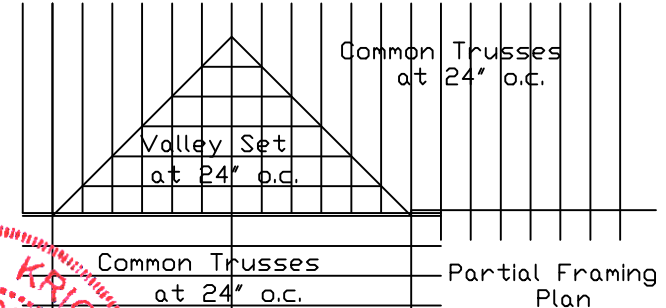 Common Trusses
at 24" o.c.
Valley Set
at 24" o.c.
Common Trusses
at 24" o.c.
Partial Framing
Plan